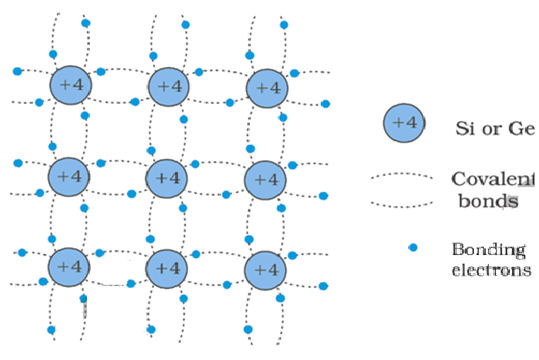 +4 +4 +4
+4 Si or Ge
+4 +4 +4
Covalent
bonds
+4 +4 +4
Bonding
electrons